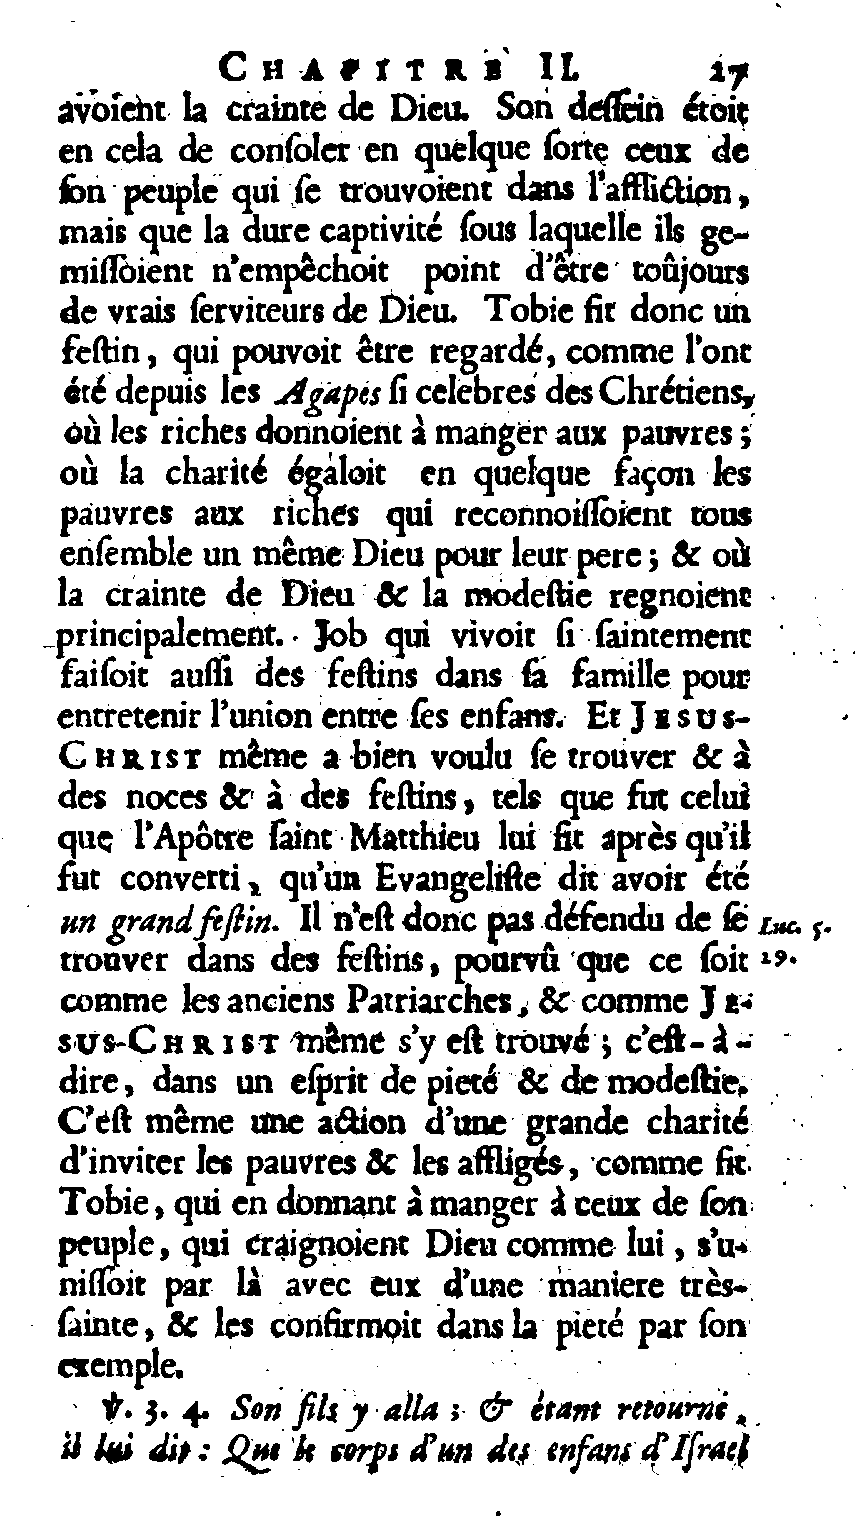 CHAPITRE II. 27
avoient la crainte de Dieu. Son deſſein étoit
en cela de conſoler en quelque ſorte ceux de
ſon peuple qui ſe trouvoient dans l'affliction,
mais que la dure captivité ſous laquelle ils ge-
miſſoient n'empêchoit point d'être toûjours
de vrais ſerviteurs de Dieu. Tobie fit donc un
feſtin, qui pouvoit être regardé, comme l'ont
été depuis les Agapes ſi celebres des Chrétiens,
où les riches donnoient à manger aux pauvres;
où la charité égaloit en quelque façon les
pauvres aux riches qui reconnoiſſoient tous
enſemble un même Dieu pour leur pere; & où
la crainte de Dieu & la modeſtie regnoient
principalement. Job qui vivoit ſi ſaintement
faiſoit auſſi des feſtins dans ſa famille pour
entretenir l'union entre ſes enfans. Et JESUS-
CHRIST même a bien voulu ſe trouver & à
des noces & à des feſtins, tels que fut celui
que l'Apôtre ſaint Matthieu lui fit après qu'il
fut converti, qu'un Evangeliſte dit avoir été
un grand feſtin. Il n'eſt donc pas défendu de ſe Luc. 5.
trouver dans des feſtins, pourvû que ce ſoit 29.
comme les anciens Patriarches, & comme JE-
SUS-CHRIST même s'y eſt trouvé; c'eſt-à-
dire, dans un eſprit de pieté & de modeſtie.
C'eſt même une action d'une grande charité
d'inviter les pauvres & les affligés, comme fit
Tobie, qui en donnant à manger à ceux de ſon
peuple, qui craignoient Dieu comme lui, s'u-
niſſoit par là avec eux d'une maniere très-
ſainte, & les confirmoit dans la pieté par ſon
exemple.
℣. 3. 4. Son fils y alla; & étant retourné,
il lui dit: Que le corps d'un des enfans d'Iſrael